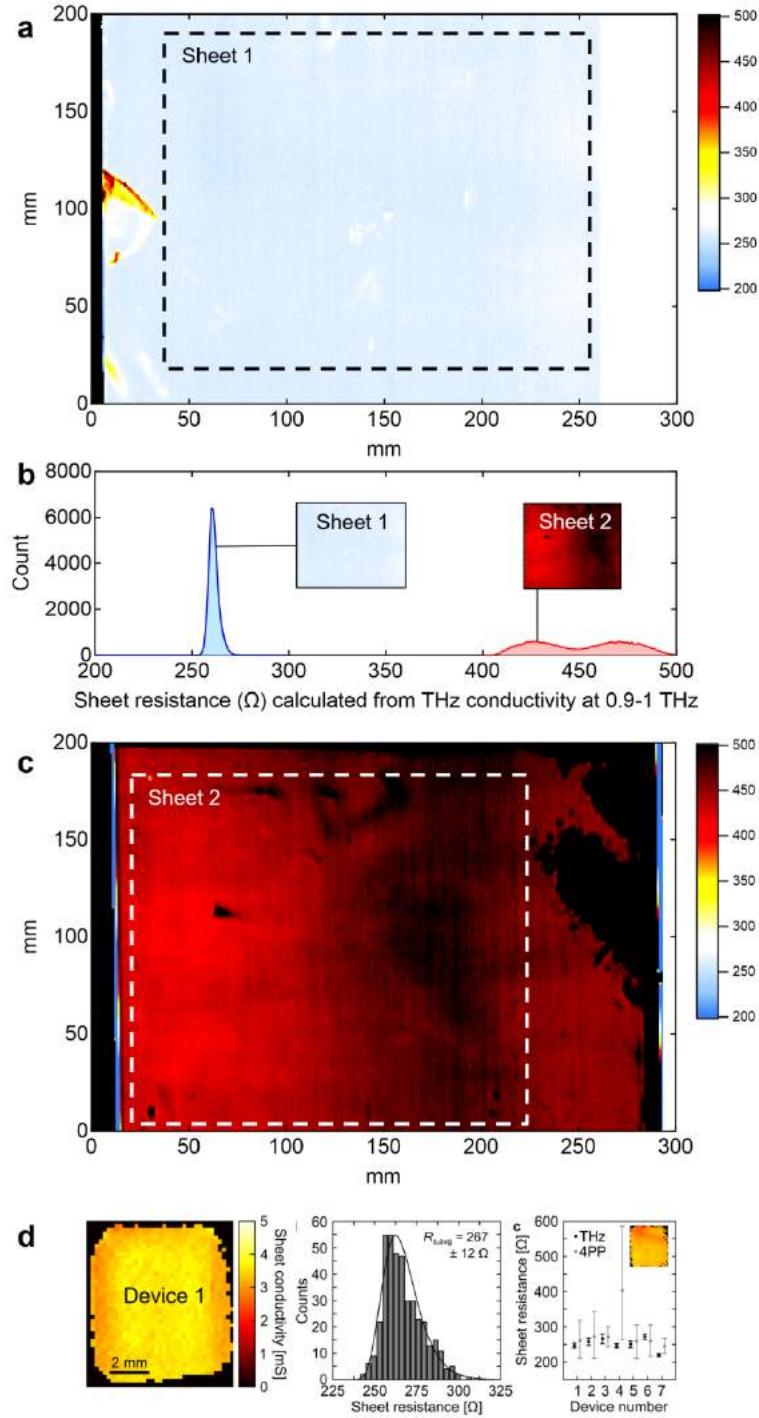 a
Sheet 1
200
150
100
50
0
mm
0 50 100 150 200 250 300
mm
500
450
400
350
300
250
200
b
8000
6000
4000
2000
0
Count
Sheet 1
Sheet 2
200 250 300 350 400 450 500
Sheet resistance (Ω) calculated from THz conductivity at 0.9-1 THz
c
Sheet 2
200
150
100
50
0
mm
0 50 100 150 200 250 300
mm
500
450
400
350
300
250
200
d
Device 1
2 mm
5
4
3
2
1
0
Sheet conductivity [mS]
60
50
40
30
20
10
0
Counts
Rs,avg = 267
± 12 Ω
225 250 275 300 325
Sheet resistance [Ω]
c
600
500
400
300
200
Sheet resistance [Ω]
THz
4PP
1 2 3 4 5 6 7
Device number